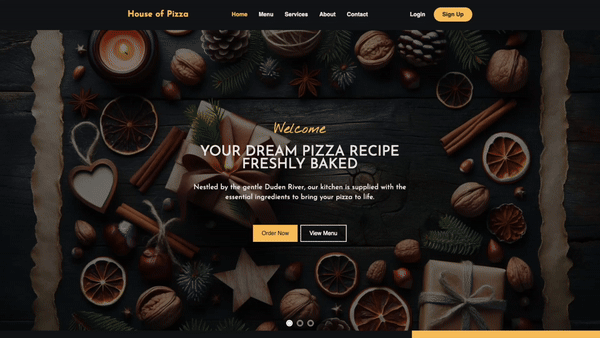 House of Pizza
Home Menu Services About Contact
Login Sign Up
Welcome
YOUR DREAM PIZZA RECIPE
FRESHLY BAKED
Nestled by the gentle Duden River, our kitchen is supplied with the
essential ingredients to bring your pizza to life.
Order Now View Menu